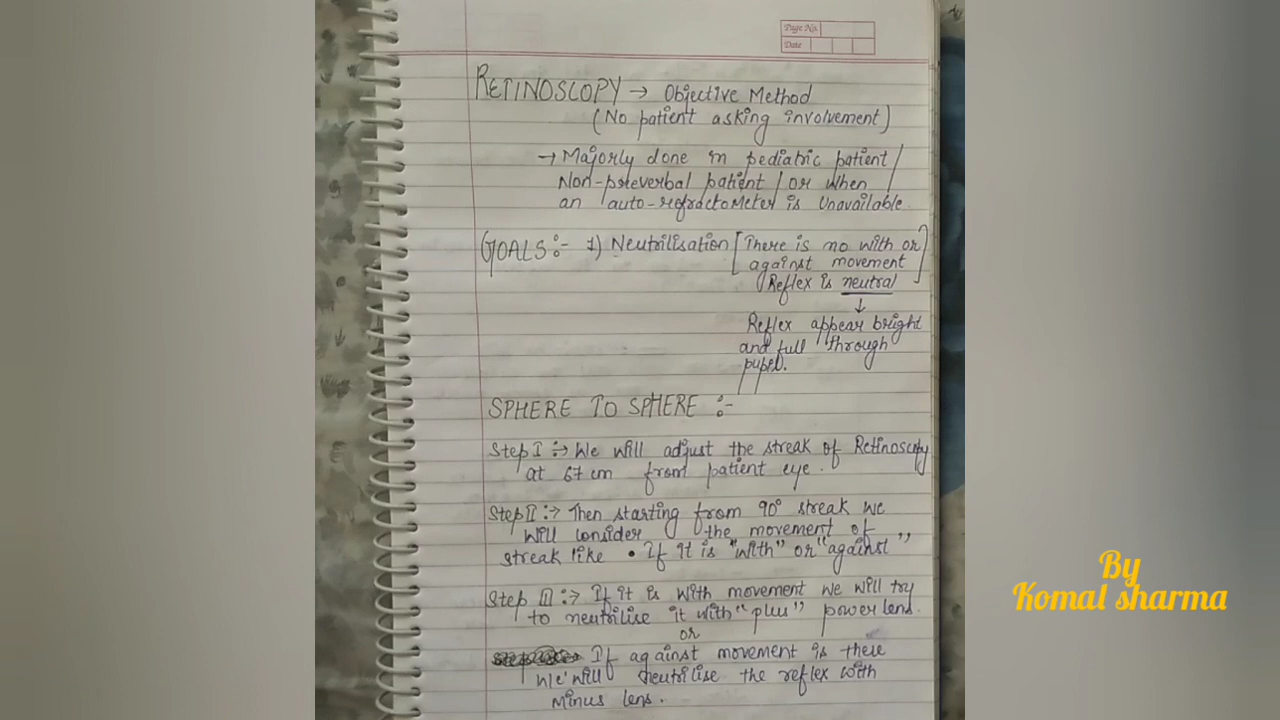 Page No.
Date
RETINOSCOPY → Objective Method
(No patient asking involvement)
→ Majorly done in pediatric patient /
Non-preverbal patient / or when /
an auto-refractoMeter is Unavailable.
GOALS:- 1) Neutrilisation [There is no with or
against movement
Reflex is neutral]
↓
Reflex appear bright
and full through
pupil.
SPHERE TO SPHERE :-
Step I :→ We will adjust the streak of Retinoscopy
at 67 cm from patient eye.
Step II :→ Then starting from 90° streak we
will consider the movement of
streak like • If it is "with" or "against"
Step III :→ If it is with movement we will try
to neutrilise it with "plus" power lens.
or
If against movement is there
We will neutrilise the reflex with
Minus lens.
By
Komal sharma